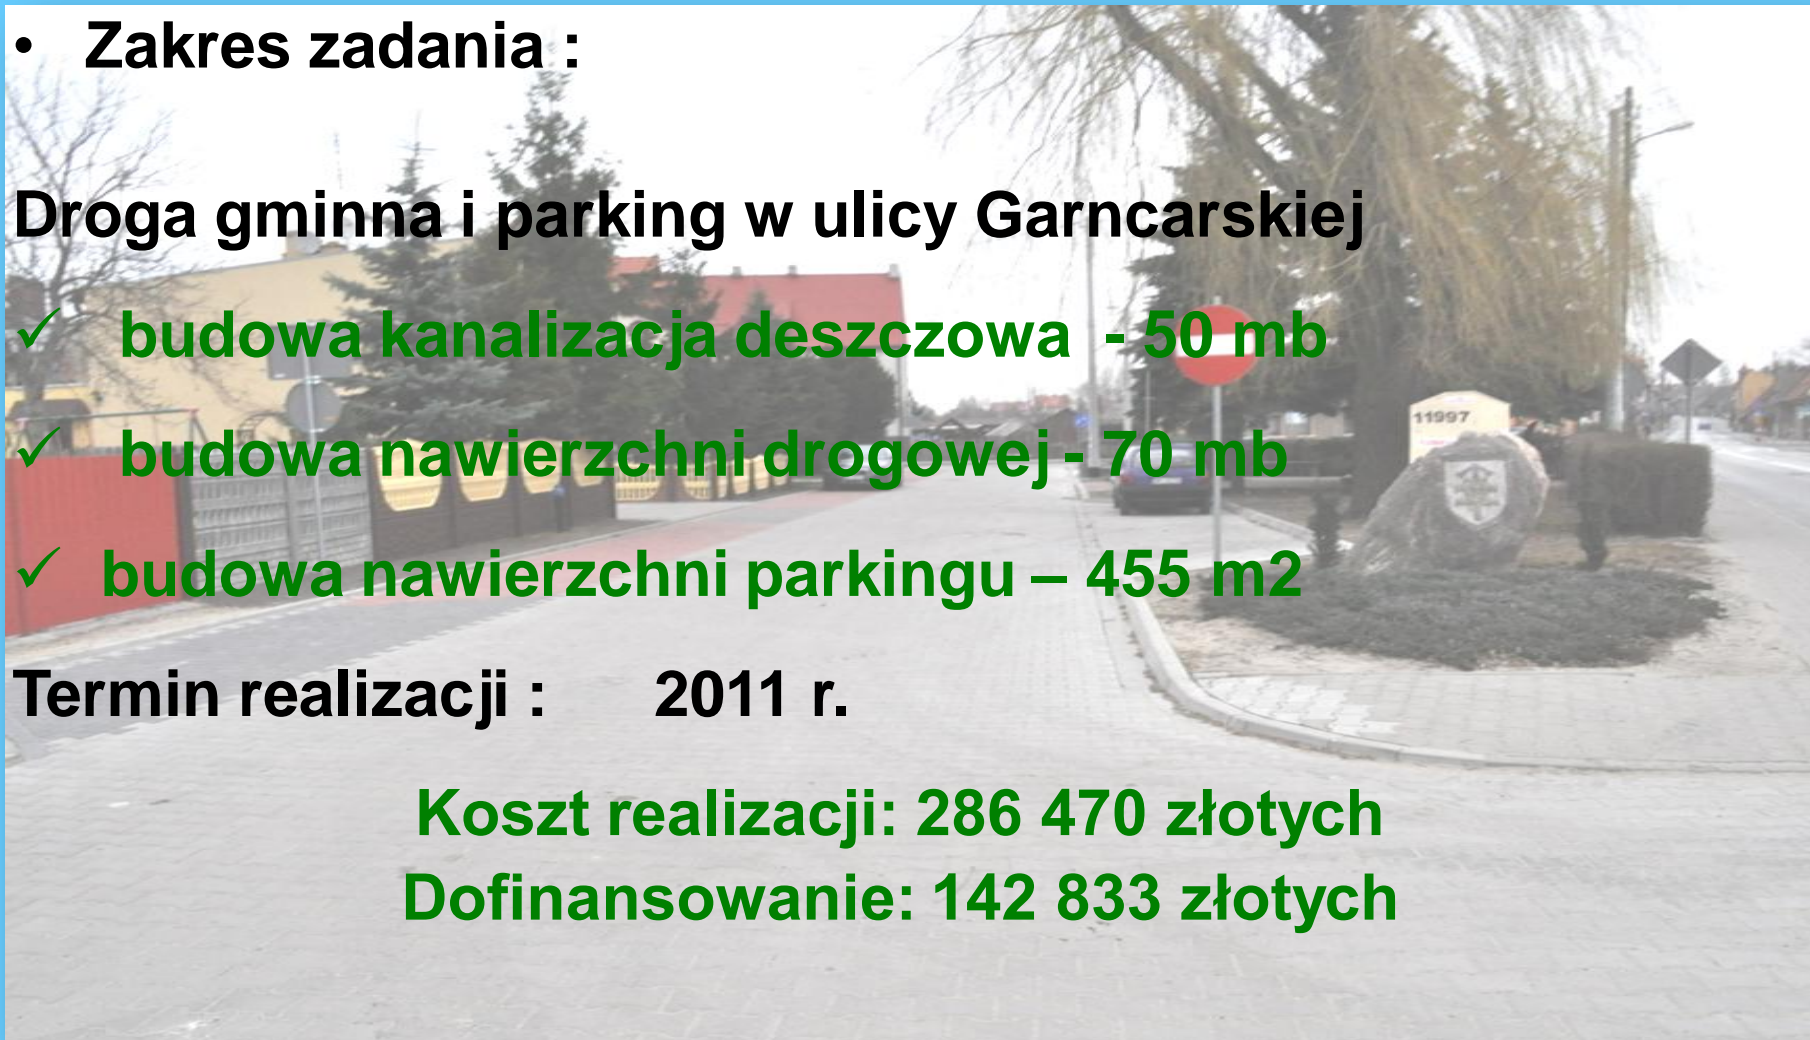 • Zakres zadania :
Droga gminna i parking w ulicy Garncarskiej
✓ budowa kanalizacja deszczowa - 50 mb
✓ budowa nawierzchni drogowej - 70 mb
11997
✓ budowa nawierzchni parkingu – 455 m2
Termin realizacji : 2011 r.
Koszt realizacji: 286 470 złotych
Dofinansowanie: 142 833 złotych